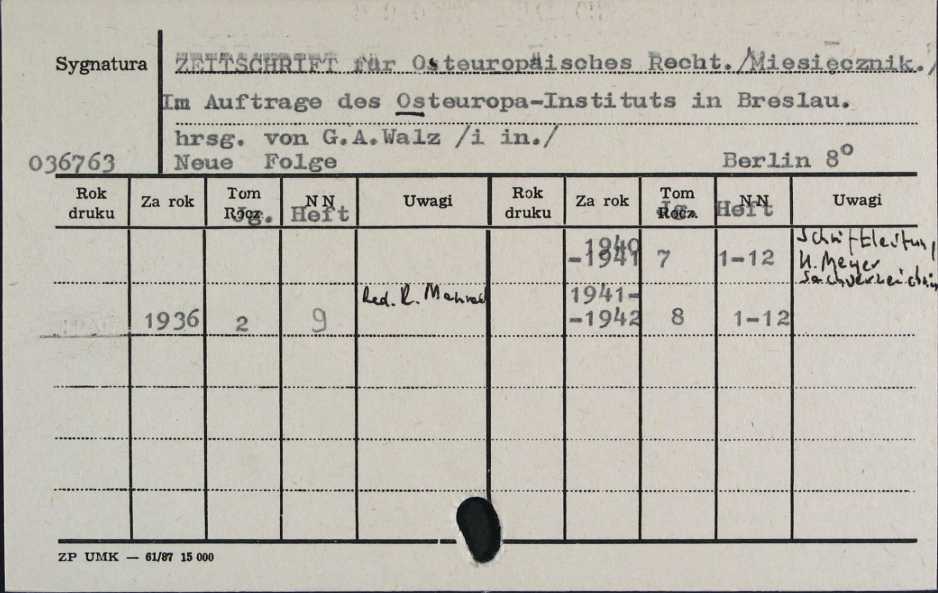 Sygnatura
ZEITSCHRIFT für Osteuropäisches Recht./Miesięcznik./
Im Auftrage des Osteuropa-Instituts in Breslau.
hrsg. von G.A.Walz /i in./
036763 Neue Folge Berlin 8º
Rok druku Za rok Tom Rocz. Jg. NN Heft Uwagi Rok druku Za rok Tom Rocz. Jg. NN Heft Uwagi
1940 -1941 7 1-12 Schriftleitung H. Meyer
1936 2 9 Red. R. 1941- -1942 8 1-12
ZP UMK — 61/87 15 000